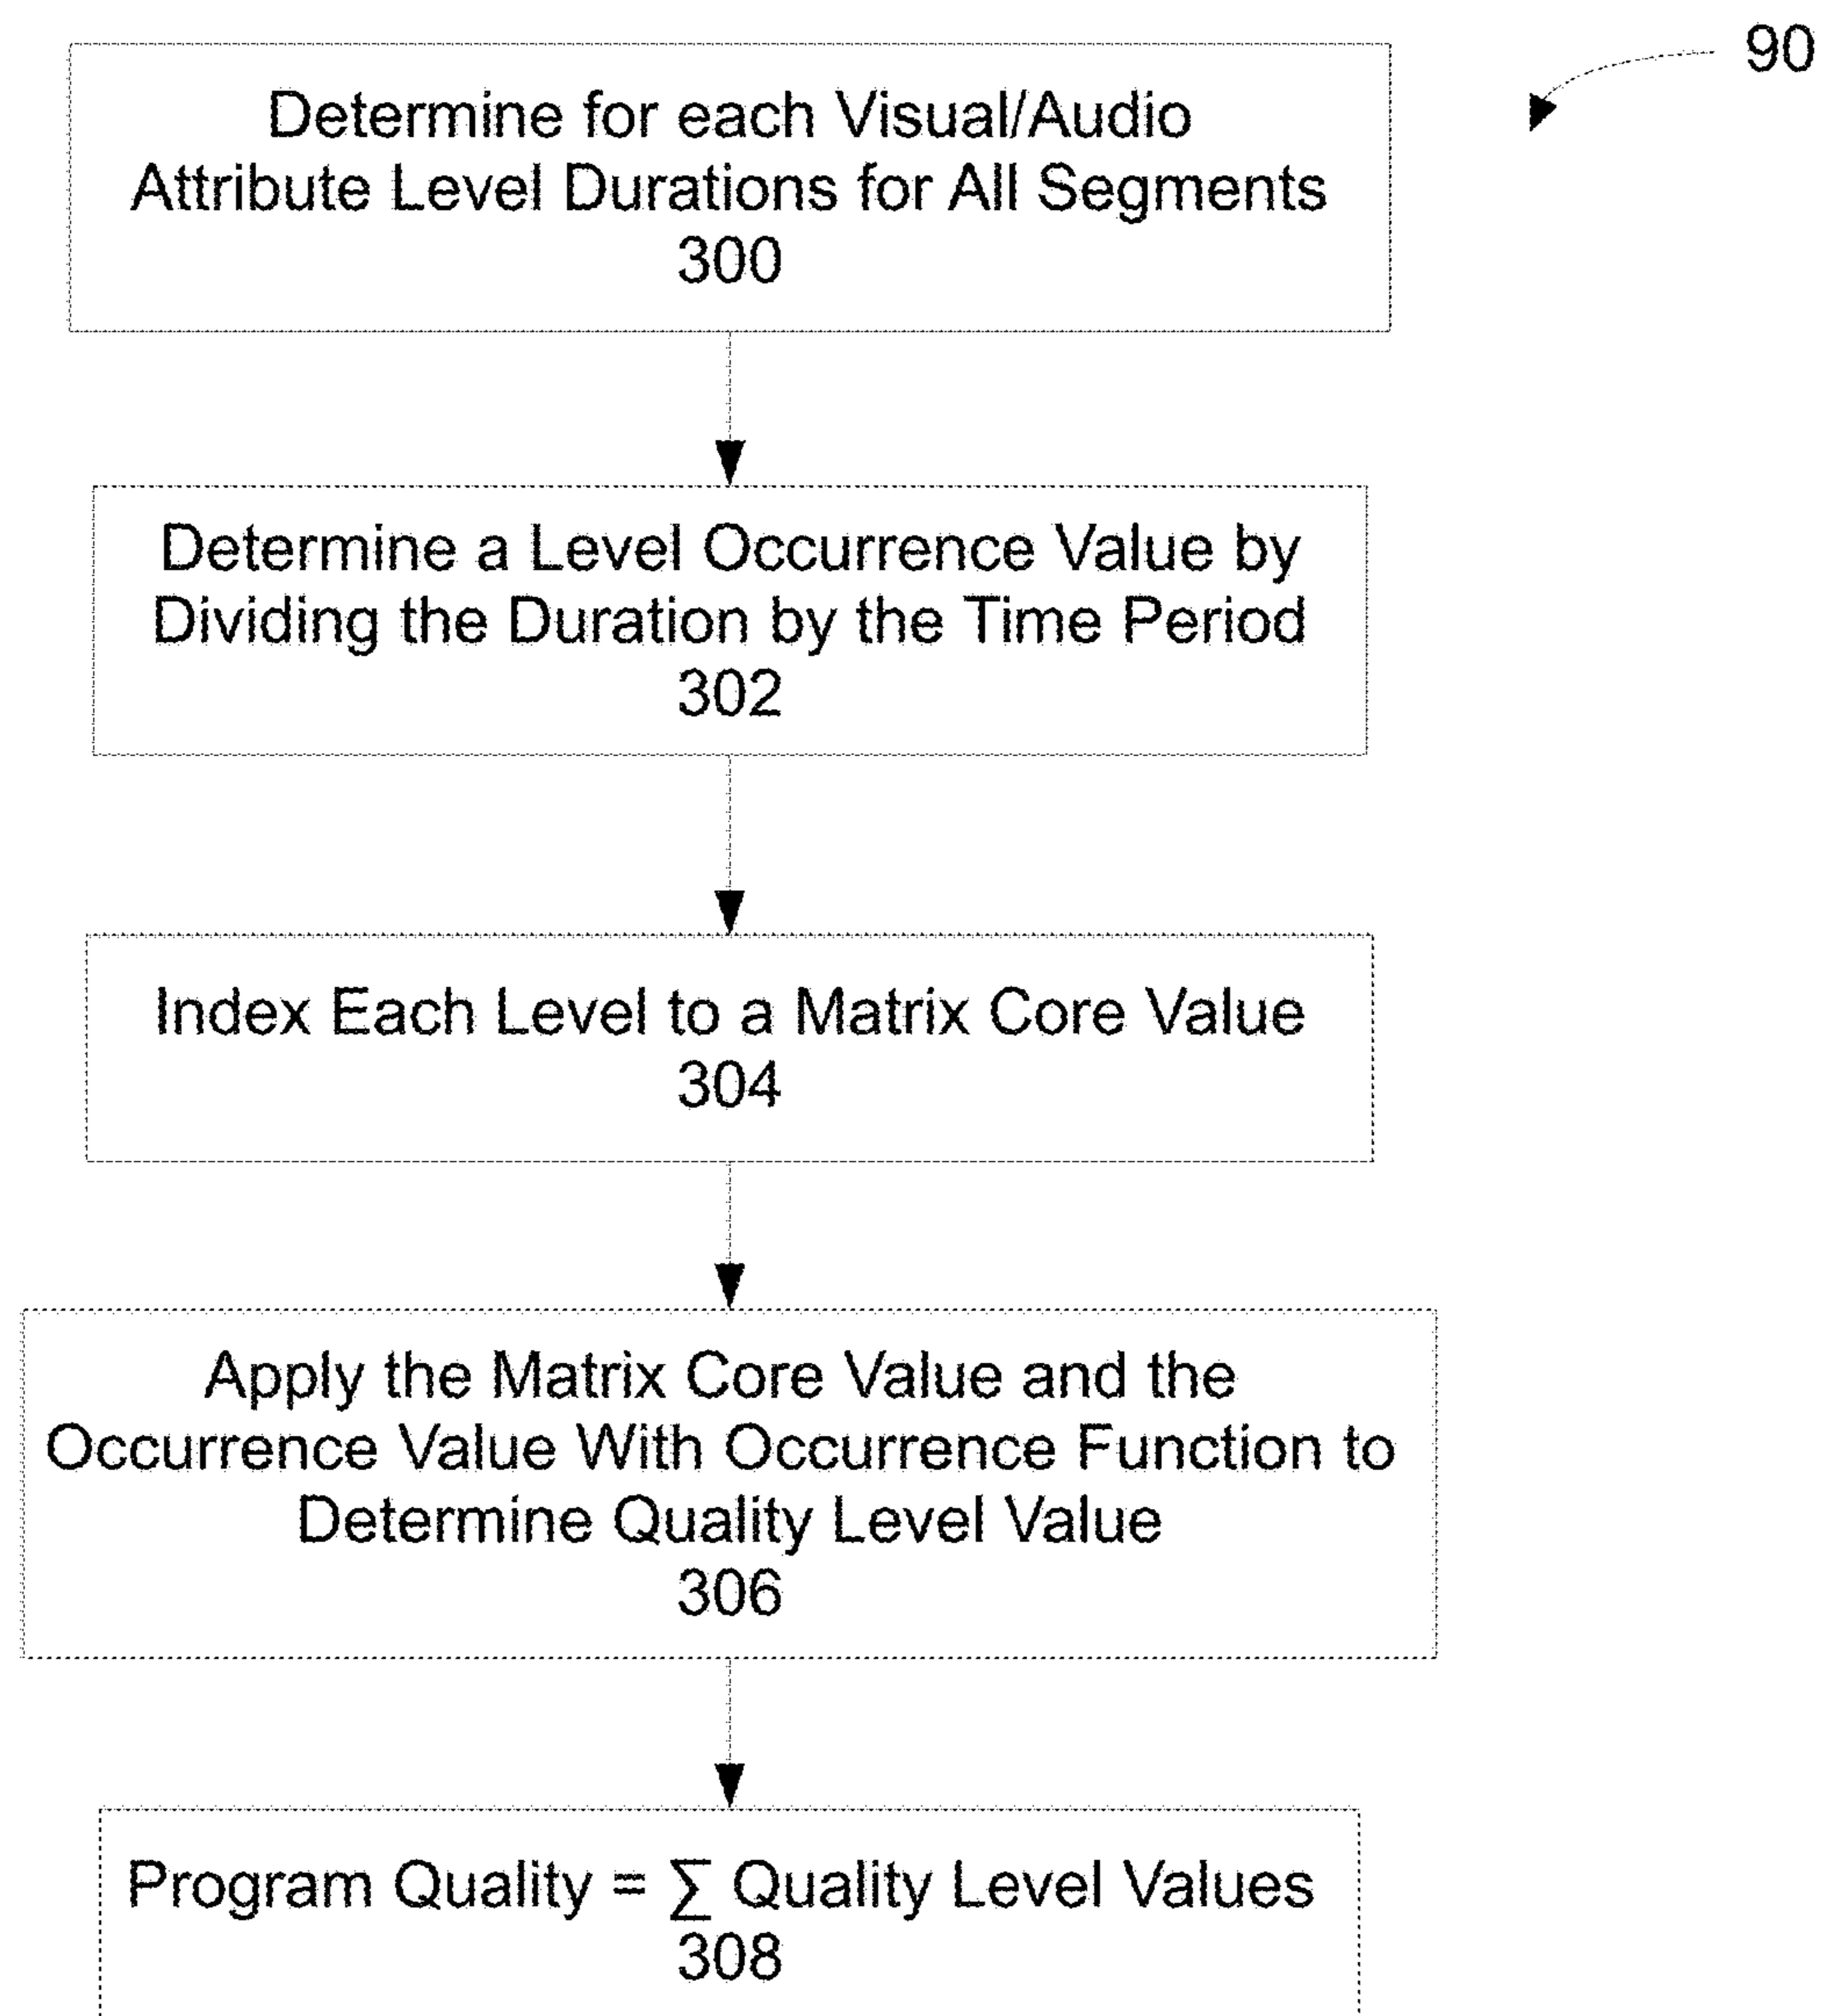 90
Determine for each Visual/Audio
Attribute Level Durations for All Segments
300
Determine a Level Occurrence Value by
Dividing the Duration by the Time Period
302
Index Each Level to a Matrix Core Value
304
Apply the Matrix Core Value and the
Occurrence Value With Occurrence Function to
Determine Quality Level Value
306
Program Quality = ∑ Quality Level Values
308